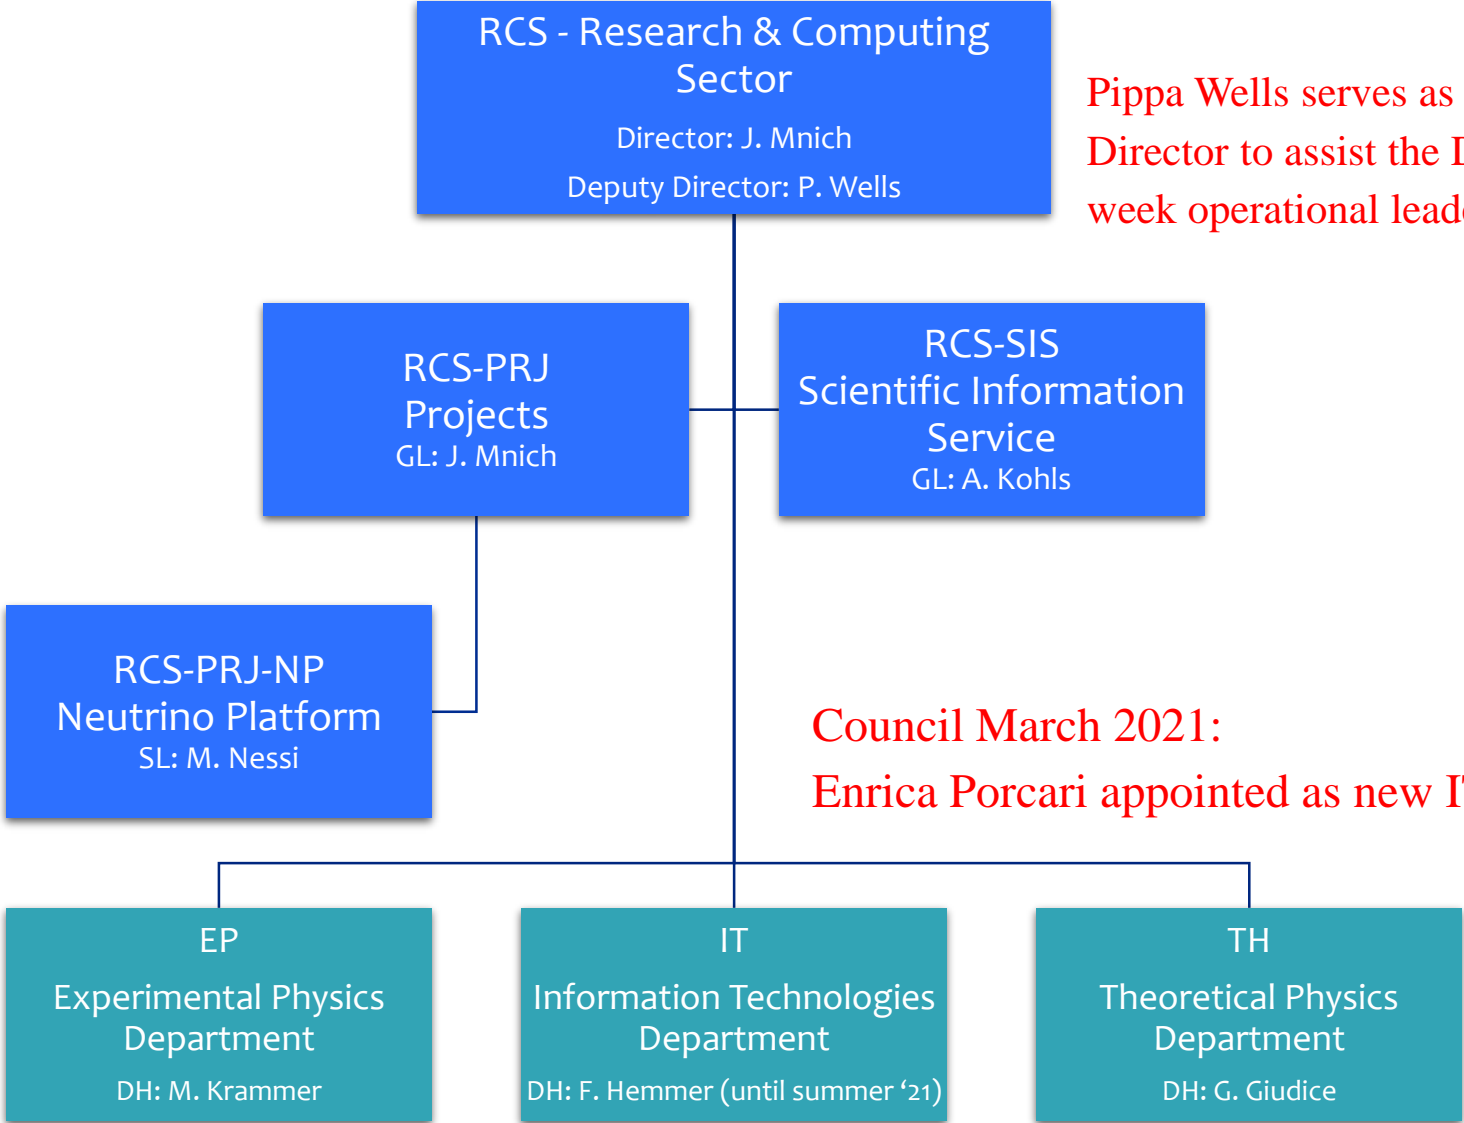 RCS - Research & Computing
Sector
Director: J. Mnich
Deputy Director: P. Wells
Pippa Wells serves as
Director to assist the
week operational
RCS-PRJ
Projects
GL: J. Mnich
RCS-SIS
Scientific Information
Service
GL: A. Kohls
RCS-PRJ-NP
Neutrino Platform
SL: M. Nessi
Council March 2021:
Enrica Porcari appointed as new
EP
Experimental Physics
Department
DH: M. Krammer
IT
Information Technologies
Department
DH: F. Hemmer (until summer ‘21)
TH
Theoretical Physics
Department
DH: G. Giudice